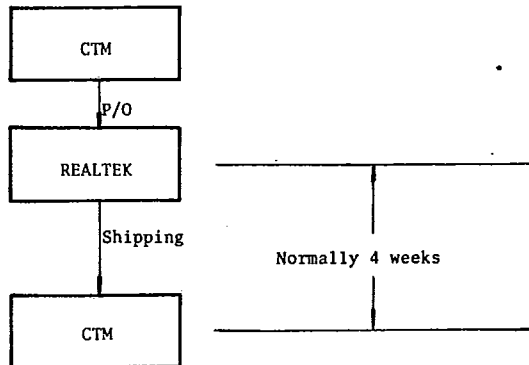 CTM
P/O
REALTEK
Shipping
Normally 4 weeks
CTM